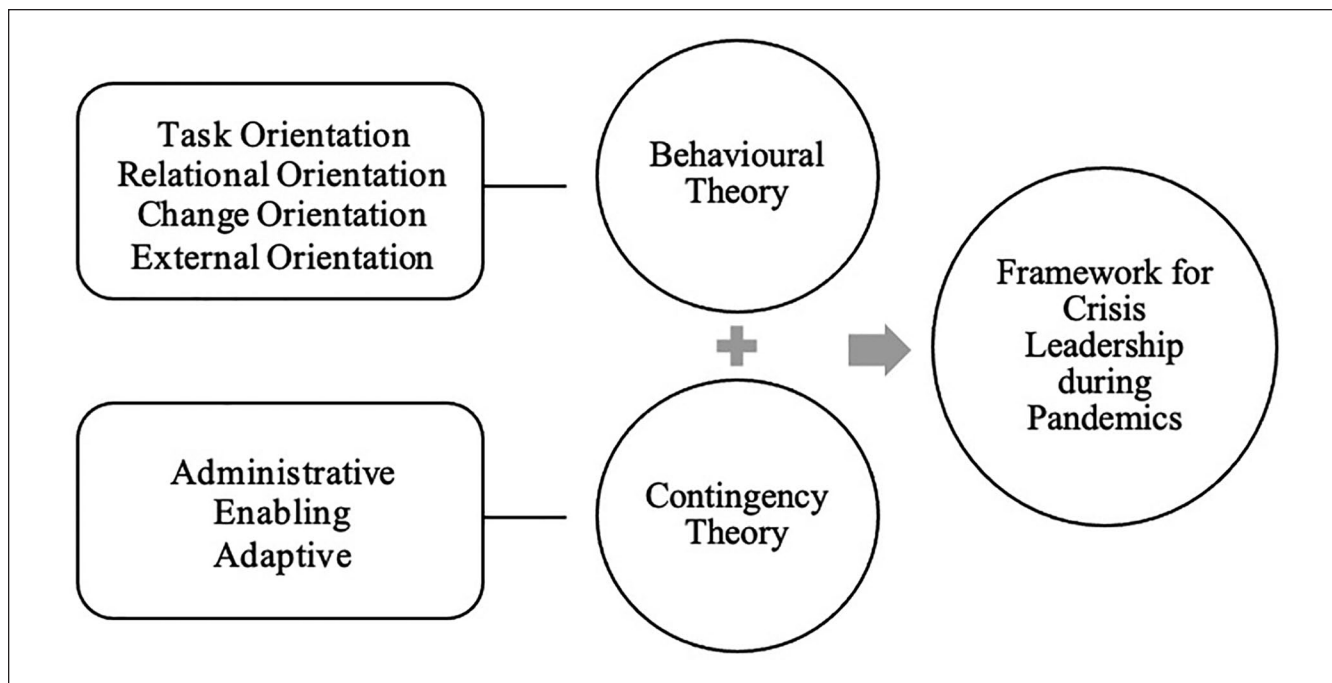 Task Orientation
Relational Orientation
Change Orientation
External Orientation
Behavioural
Theory
Administrative
Enabling
Adaptive
Contingency
Theory
Framework for
Crisis
Leadership
during
Pandemics